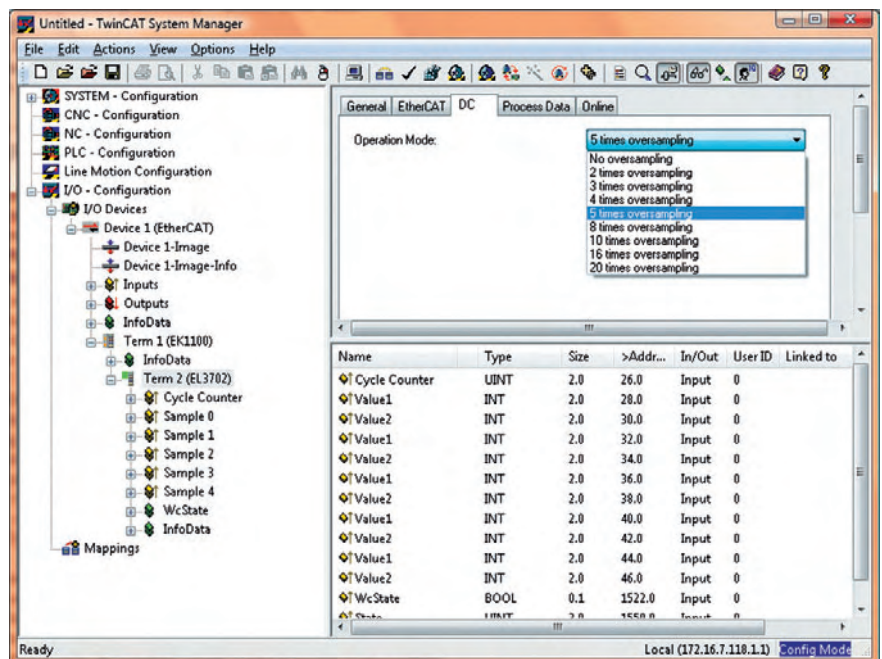 Untitled - TwinCAT System Manager
File Edit Actions View Options Help
SYSTEM - Configuration
CNC - Configuration
NC - Configuration
PLC - Configuration
Line Motion Configuration
I/O - Configuration
I/O Devices
Device 1 (EtherCAT)
Device 1-Image
Device 1-Image-Info
Inputs
Outputs
InfoData
Term 1 (EK1100)
InfoData
Term 2 (EL3702)
Cycle Counter
Sample 0
Sample 1
Sample 2
Sample 3
Sample 4
WcState
InfoData
Mappings
General EtherCAT DC Process Data Online
Operation Mode: 5 times oversampling
No oversampling
2 times oversampling
3 times oversampling
4 times oversampling
5 times oversampling
8 times oversampling
10 times oversampling
16 times oversampling
20 times oversampling
Name Type Size >Addr... In/Out User ID Linked to
Cycle Counter UINT 2.0 26.0 Input 0
Value1 INT 2.0 28.0 Input 0
Value2 INT 2.0 30.0 Input 0
Value1 INT 2.0 32.0 Input 0
Value2 INT 2.0 34.0 Input 0
Value1 INT 2.0 36.0 Input 0
Value2 INT 2.0 38.0 Input 0
Value1 INT 2.0 40.0 Input 0
Value2 INT 2.0 42.0 Input 0
Value1 INT 2.0 44.0 Input 0
Value2 INT 2.0 46.0 Input 0
WcState BOOL 0.1 1522.0 Input 0
State UINT 2.0 1550.0 Input 0
Ready Local (172.16.7.118.1.1) Config Mode